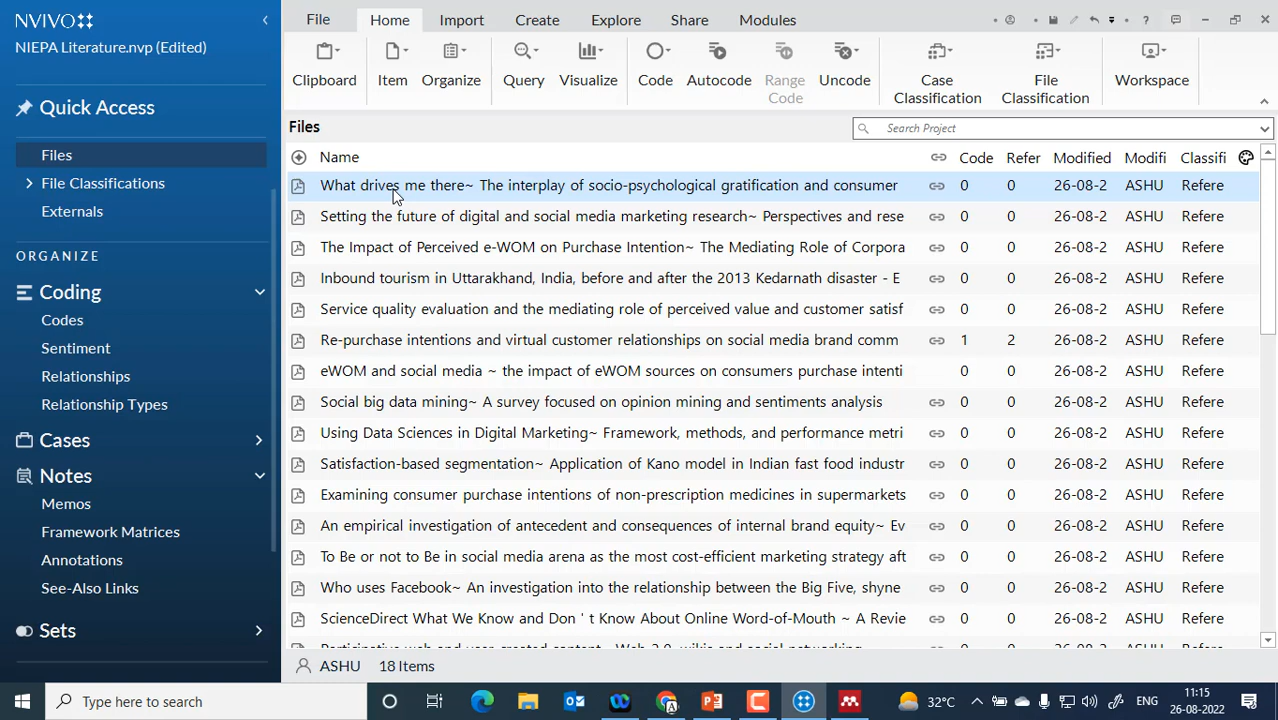 NVIVO
NIEPA Literature.nvp (Edited)
Quick Access
Files
File Classifications
Externals
ORGANIZE
Coding
Codes
Sentiment
Relationships
Relationship Types
Cases
Notes
Memos
Framework Matrices
Annotations
See-Also Links
Sets
File Home Import Create Explore Share Modules
Clipboard Item Organize Query Visualize Code Autocode Range Code Uncode Case Classification File Classification Workspace
Files
Search Project
Name Code Refer Modified Modifi Classifi
What drives me there~ The interplay of socio-psychological gratification and consumer 0 0 26-08-2 ASHU Refere
Setting the future of digital and social media marketing research~ Perspectives and rese 0 0 26-08-2 ASHU Refere
The Impact of Perceived e-WOM on Purchase Intention~ The Mediating Role of Corpora 0 0 26-08-2 ASHU Refere
Inbound tourism in Uttarakhand, India, before and after the 2013 Kedarnath disaster - E 0 0 26-08-2 ASHU Refere
Service quality evaluation and the mediating role of perceived value and customer satisf 0 0 26-08-2 ASHU Refere
Re-purchase intentions and virtual customer relationships on social media brand comm 1 2 26-08-2 ASHU Refere
eWOM and social media ~ the impact of eWOM sources on consumers purchase intenti 0 0 26-08-2 ASHU Refere
Social big data mining~ A survey focused on opinion mining and sentiments analysis 0 0 26-08-2 ASHU Refere
Using Data Sciences in Digital Marketing~ Framework, methods, and performance metri 0 0 26-08-2 ASHU Refere
Satisfaction-based segmentation~ Application of Kano model in Indian fast food industr 0 0 26-08-2 ASHU Refere
Examining consumer purchase intentions of non-prescription medicines in supermarkets 0 0 26-08-2 ASHU Refere
An empirical investigation of antecedent and consequences of internal brand equity~ Ev 0 0 26-08-2 ASHU Refere
To Be or not to Be in social media arena as the most cost-efficient marketing strategy aft 0 0 26-08-2 ASHU Refere
Who uses Facebook~ An investigation into the relationship between the Big Five, shyne 0 0 26-08-2 ASHU Refere
ScienceDirect What We Know and Don ' t Know About Online Word-of-Mouth ~ A Revie 0 0 26-08-2 ASHU Refere
Participative web and user-created content~ Web 2.0, wikis and social networking
ASHU 18 Items
Type here to search
32°C
ENG
11:15
26-08-2022